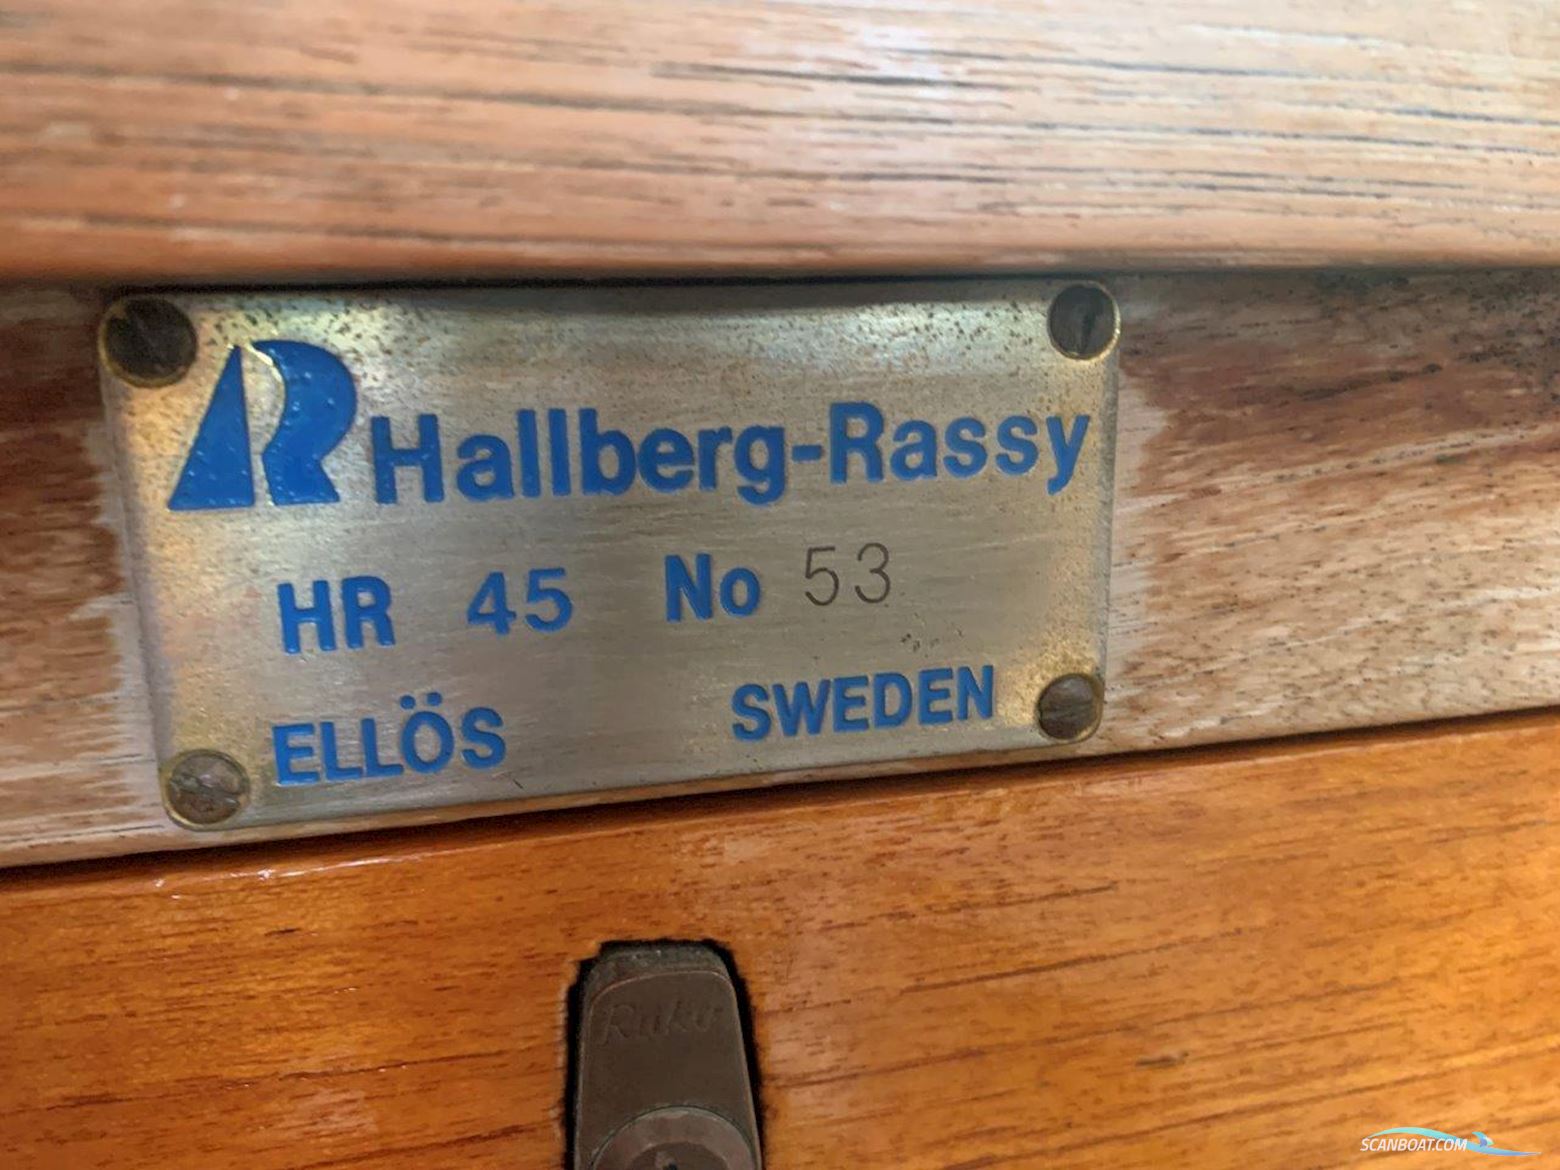 Hallberg-Rassy
HR 45 No 53
ELLÖS SWEDEN
Ruko
SCANBOAT.COM